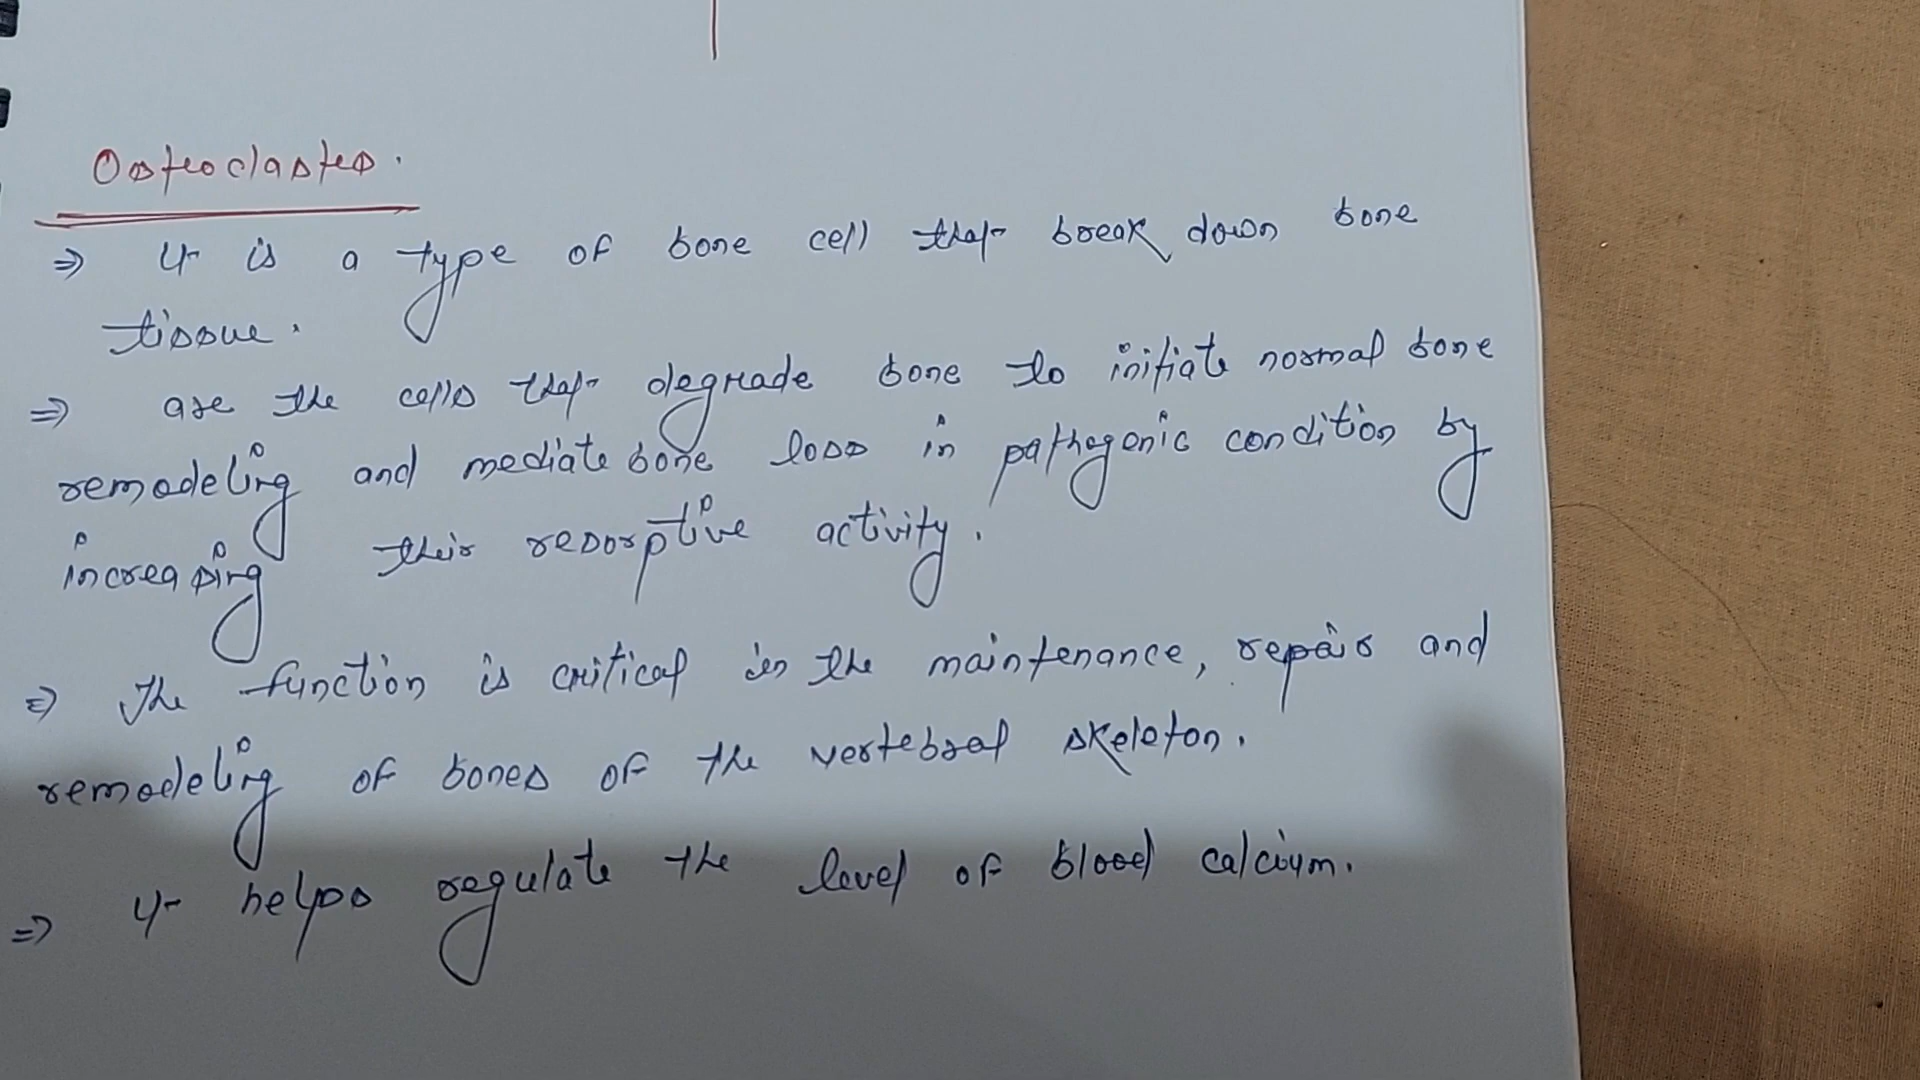 Osteoclastes.
⇒ It is a type of bone cell that break down bone
tissue.
⇒ are the cells that degrade bone to initiate normal bone
remodeling and mediate bone loss in pathogenic condition by
increasing their resorptive activity.
⇒ The function is critical in the maintenance, repair and
remodeling of bones of the vertebral skeleton.
⇒ It helps regulate the level of blood calcium.